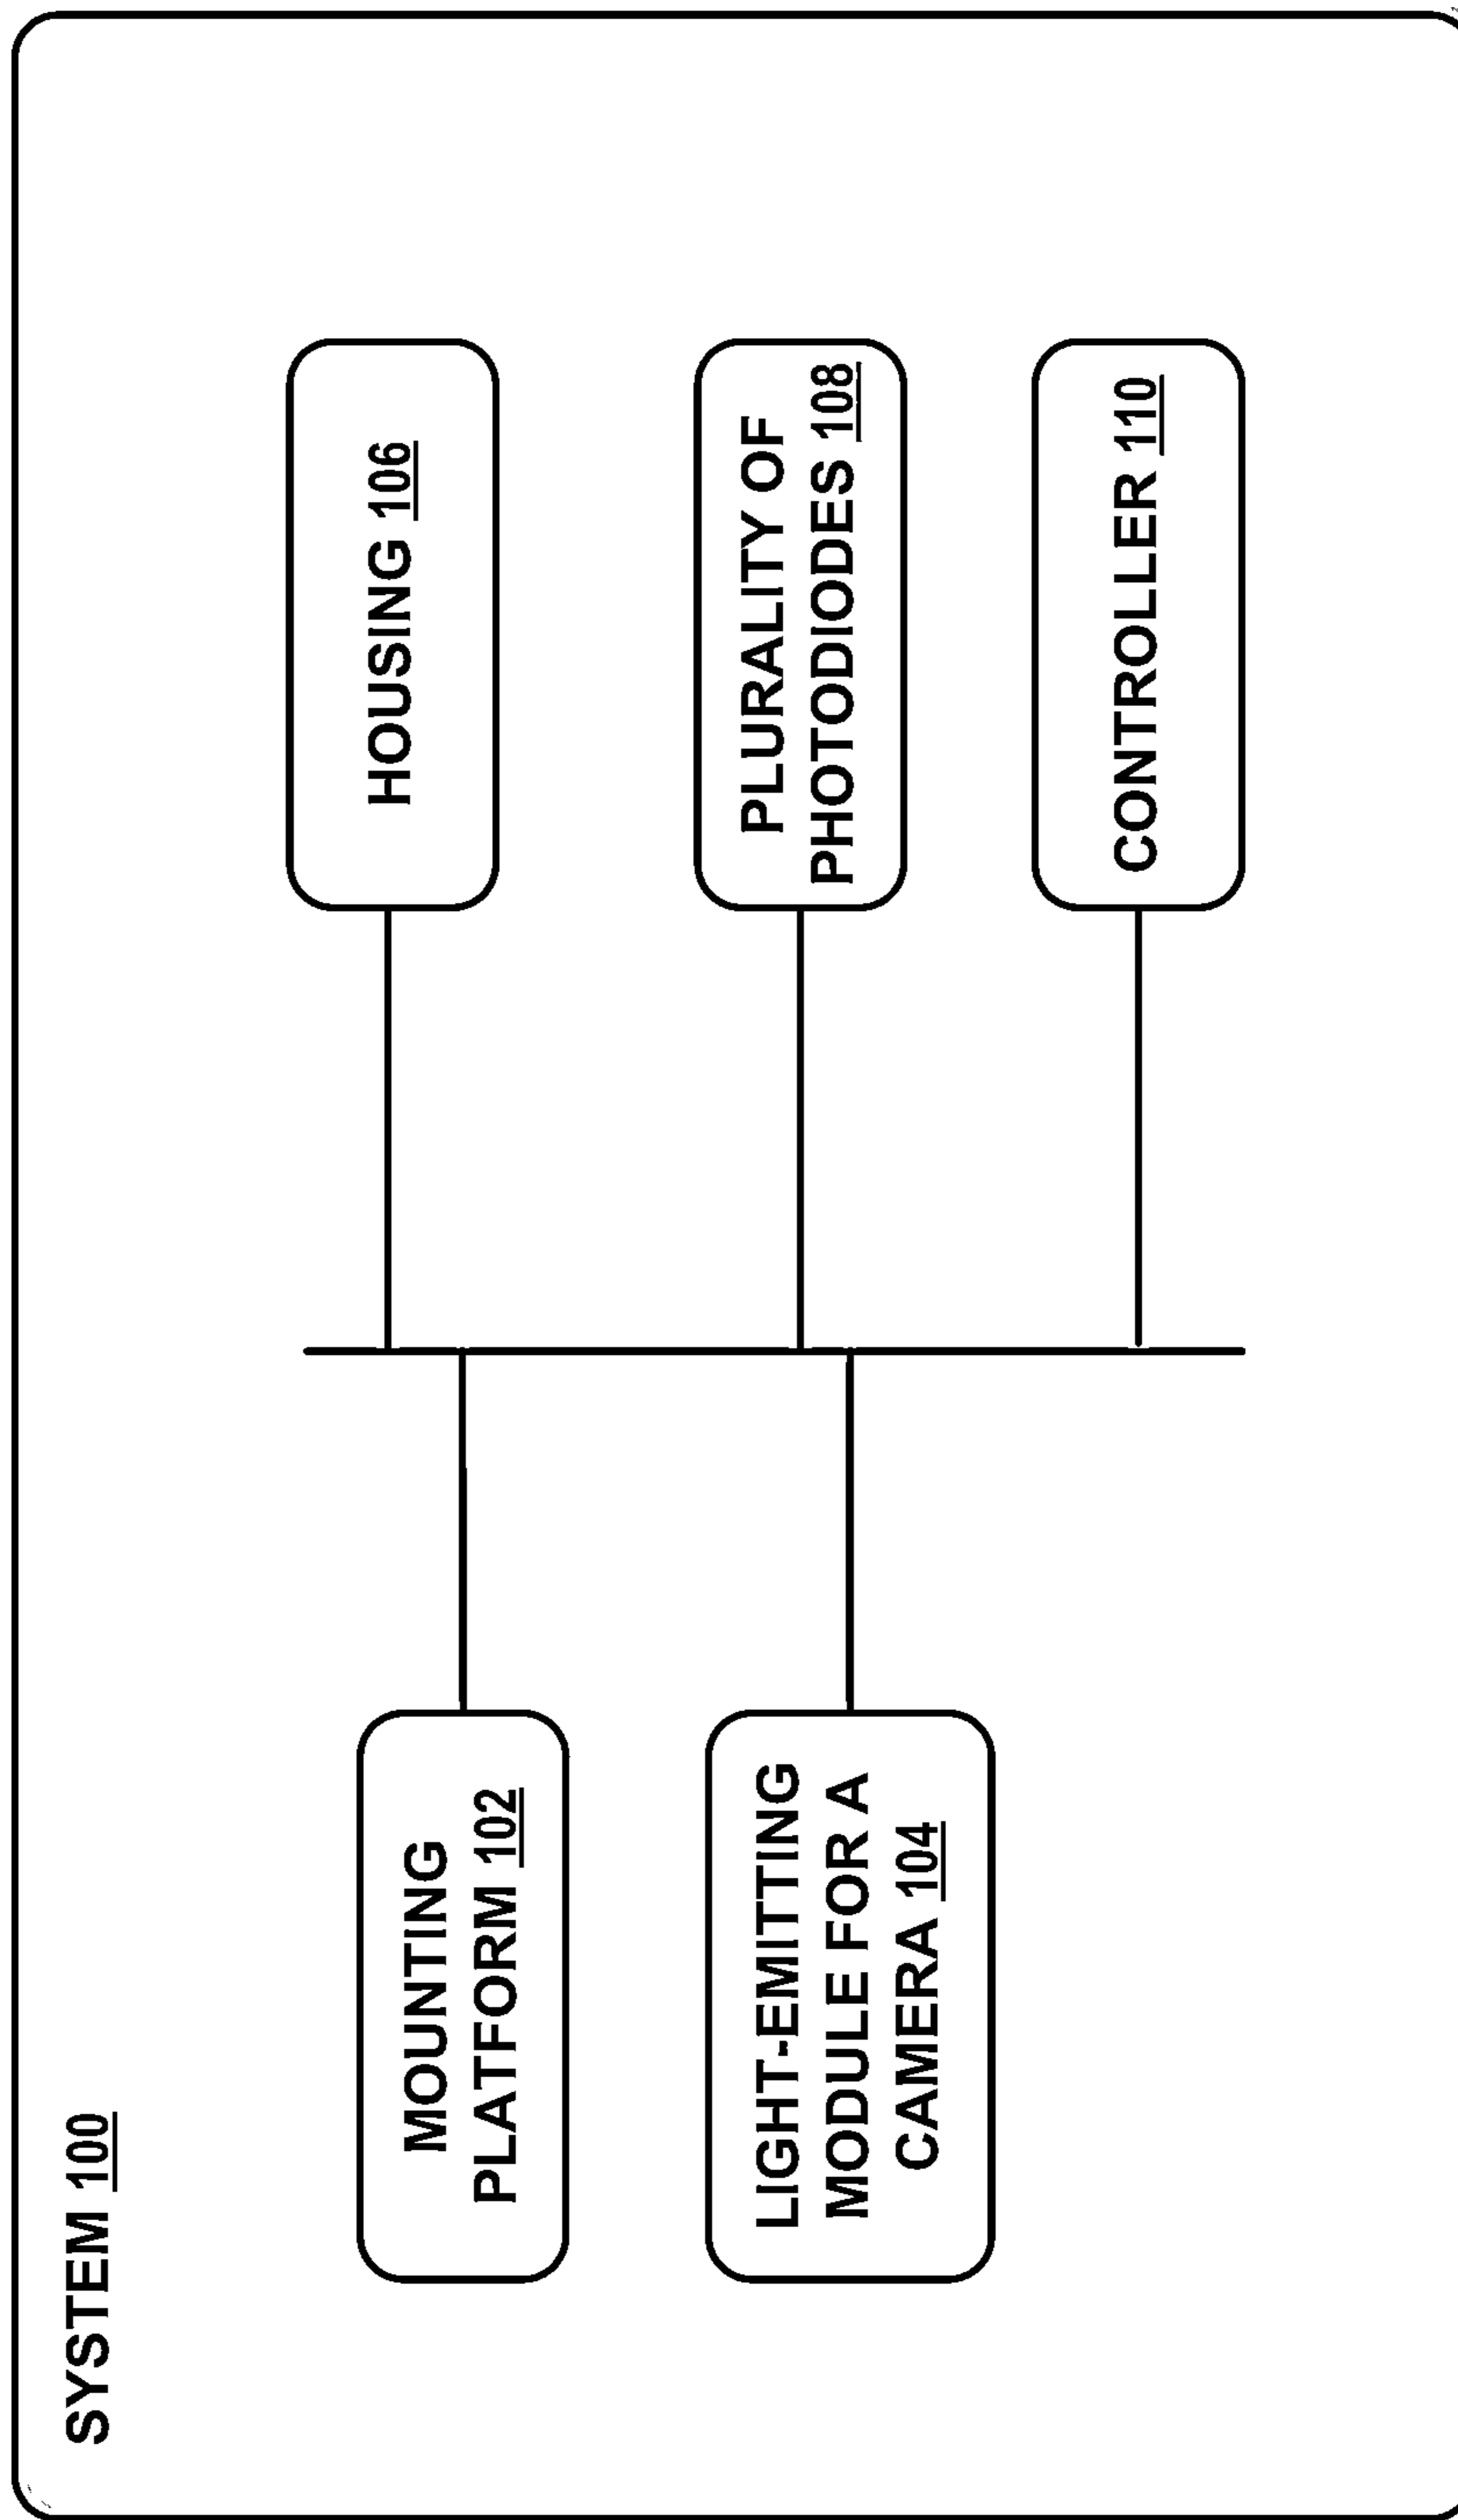 SYSTEM 100
MOUNTING
PLATFORM 102
LIGHT-EMITTING
MODULE FOR A
CAMERA 104
HOUSING 106
PLURALITY OF
PHOTODIODES 108
CONTROLLER 110